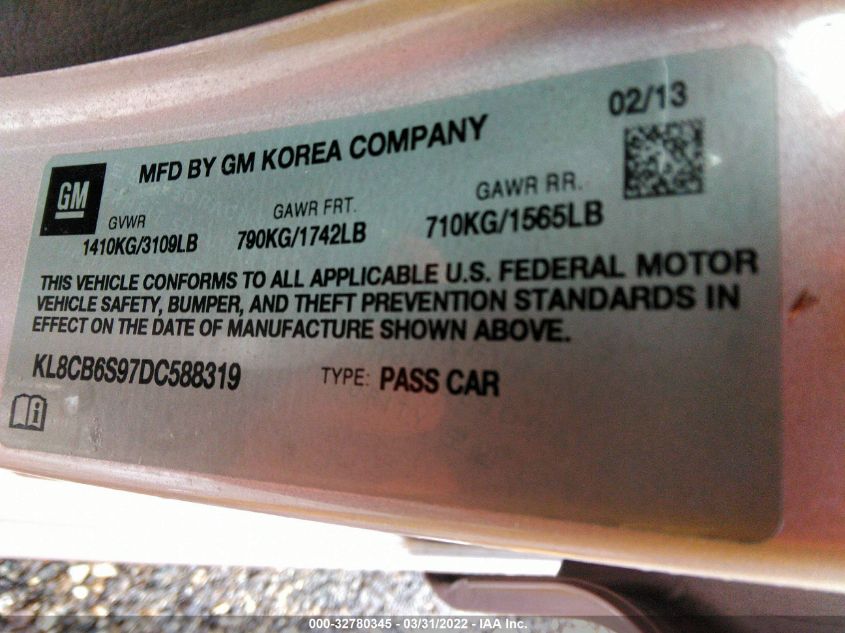 02/13
MFD BY GM KOREA COMPANY
GM
GVWR GAWR FRT. GAWR RR.
1410KG/3109LB 790KG/1742LB 710KG/1565LB
THIS VEHICLE CONFORMS TO ALL APPLICABLE U.S. FEDERAL MOTOR
VEHICLE SAFETY, BUMPER, AND THEFT PREVENTION STANDARDS IN
EFFECT ON THE DATE OF MANUFACTURE SHOWN ABOVE.
KL8CB6S97DC588319 TYPE: PASS CAR
000-32780345 - 03/31/2022 - IAA Inc.